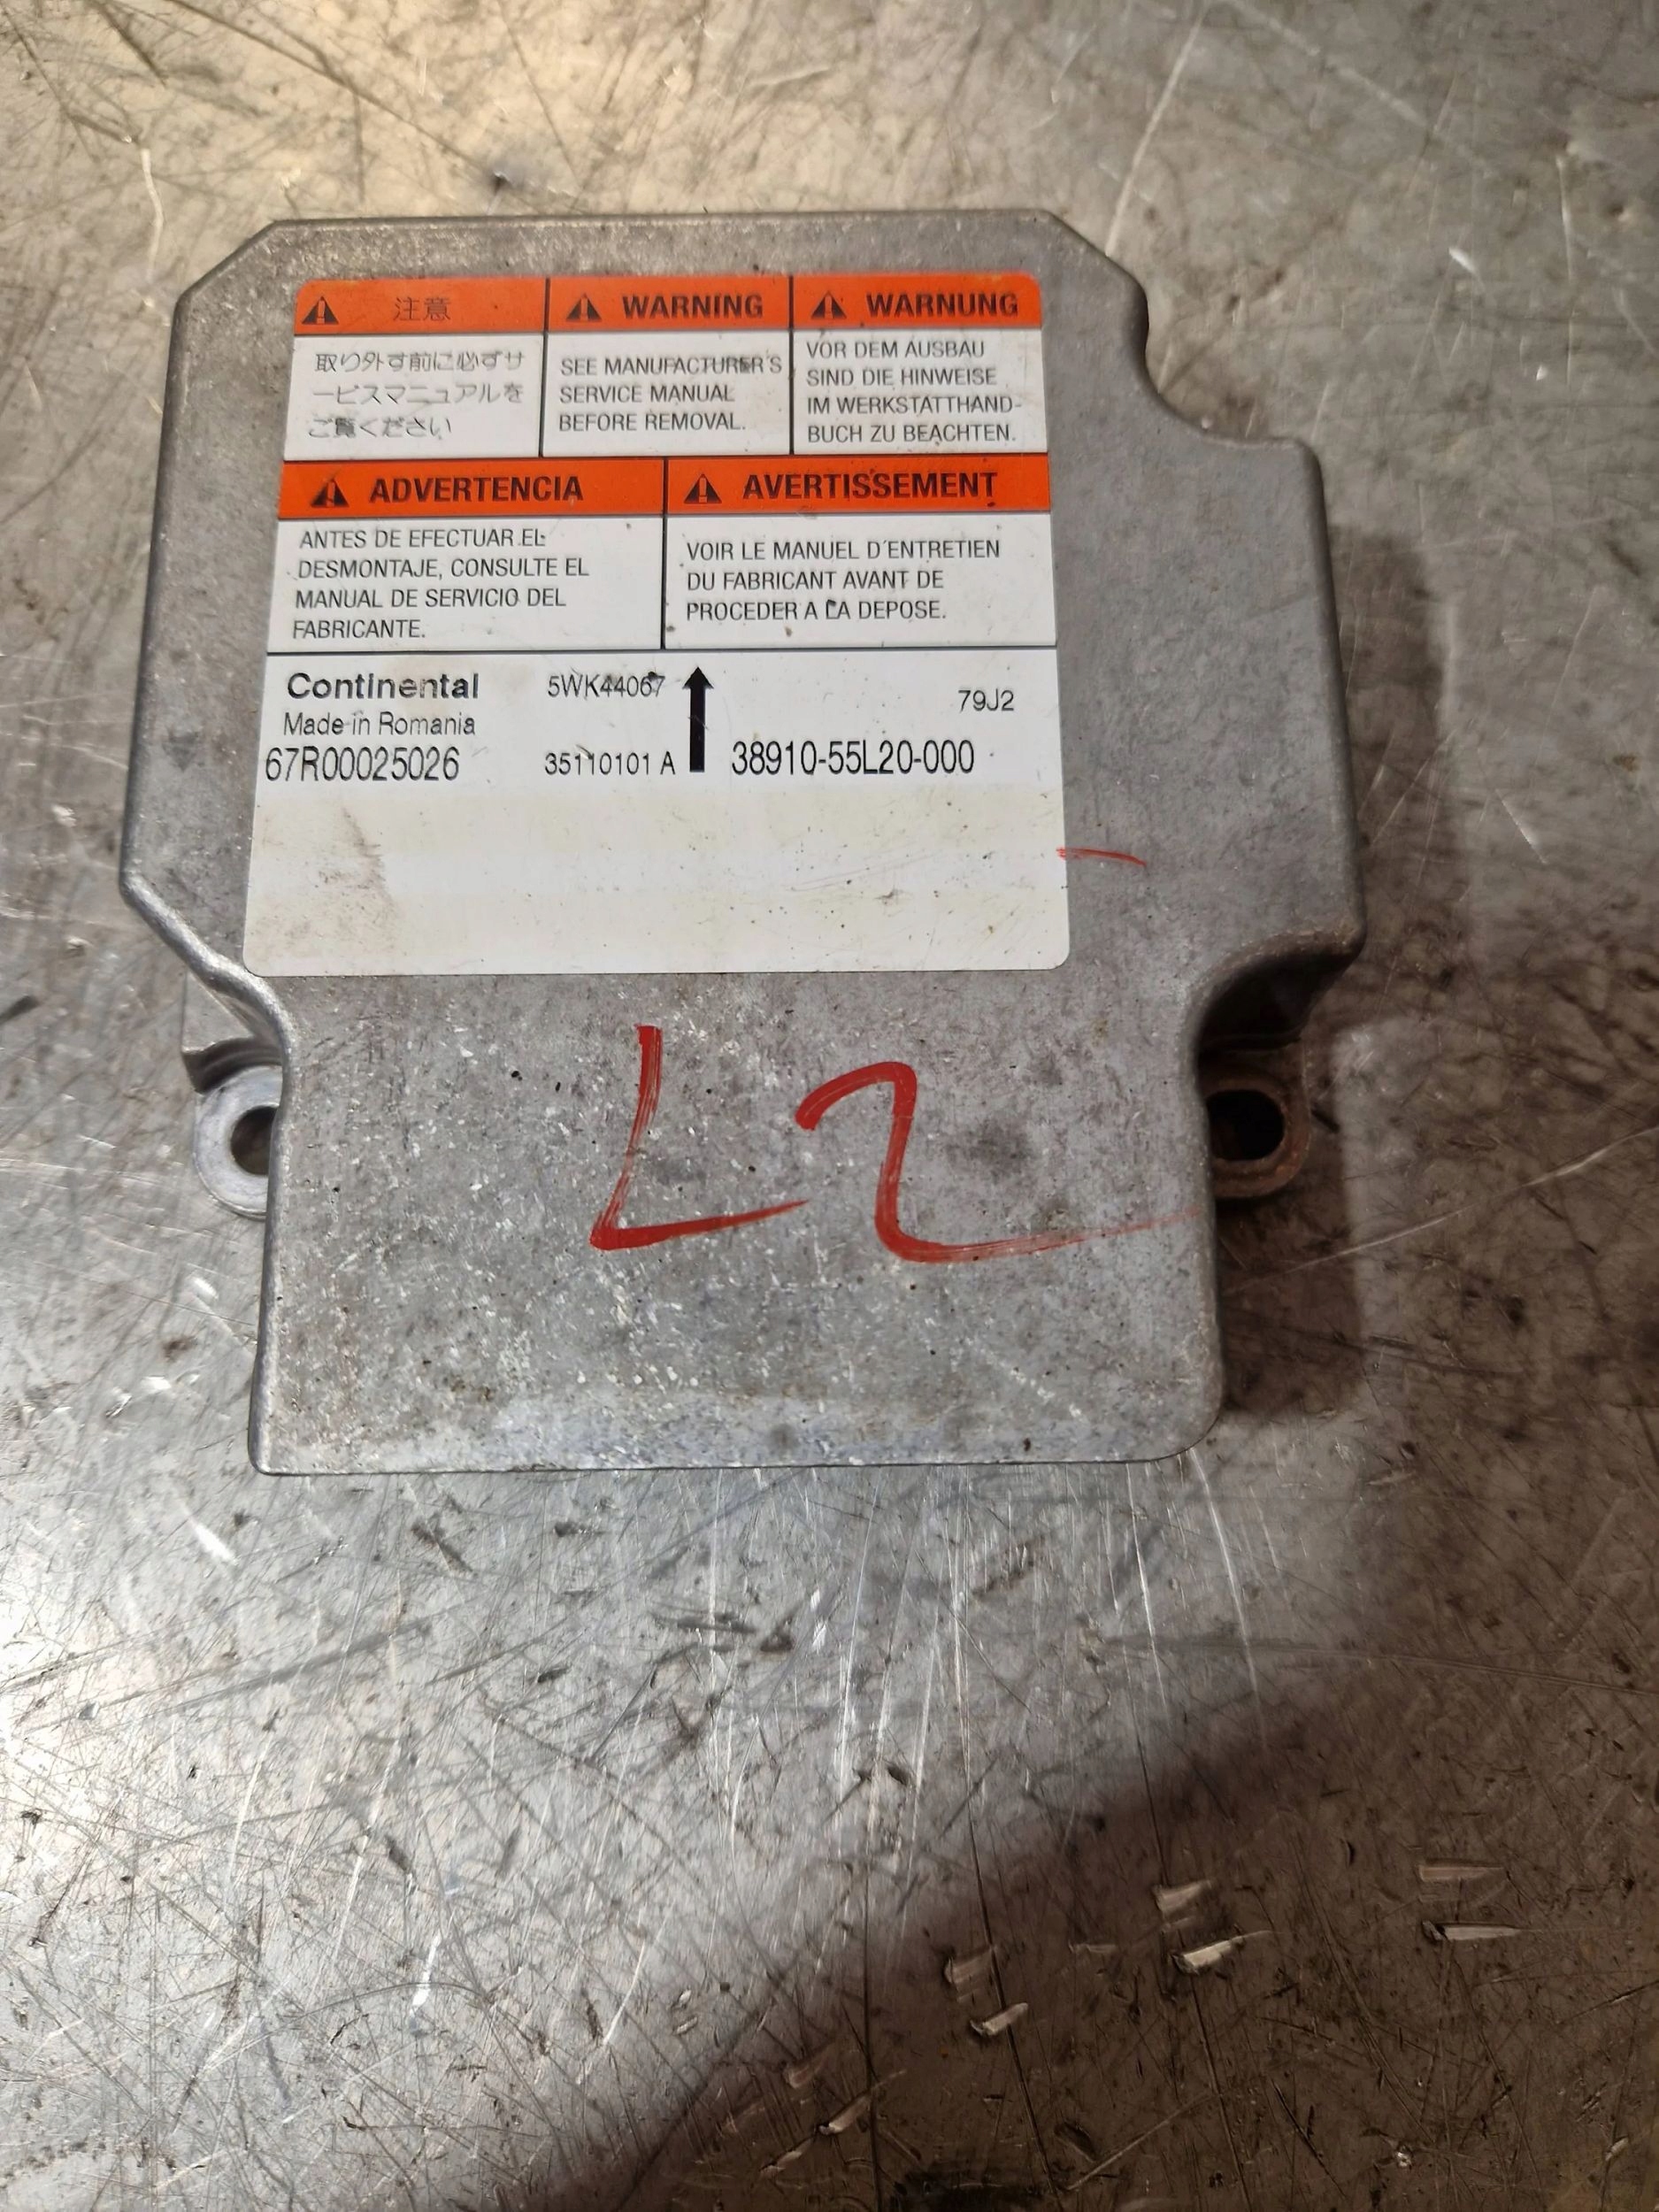 注意
取り外す前に必ずサ
ービスマニュアルを
ご覧ください
WARNING
SEE MANUFACTURER'S
SERVICE MANUAL
BEFORE REMOVAL.
WARNUNG
VOR DEM AUSBAU
SIND DIE HINWEISE
IM WERKSTATTHAND-
BUCH ZU BEACHTEN.
ADVERTENCIA
ANTES DE EFECTUAR EL
DESMONTAJE, CONSULTE EL
MANUAL DE SERVICIO DEL
FABRICANTE.
AVERTISSEMENT
VOIR LE MANUEL D´ENTRETIEN
DU FABRICANT AVANT DE
PROCEDER A LA DEPOSE.
Continental 5WK44067 79J2
Made in Romania
67R00025026 35110101 A 38910-55L20-000
L2